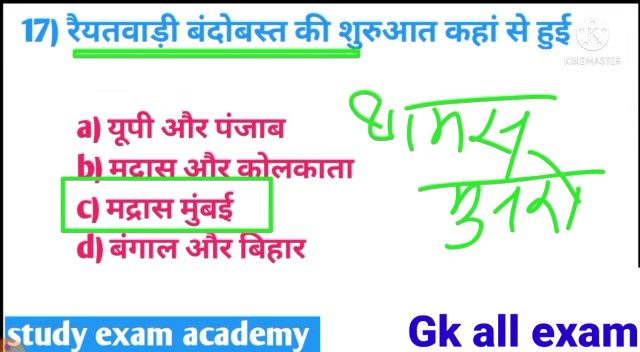 17) रैयतवाड़ी बंदोबस्त की शुरुआत कहां से हुई
KINEMASTER
a) यूपी और पंजाब
b) मद्रास और कोलकाता
c) मद्रास मुंबई
d) बंगाल और बिहार
थामस
मुनरो
study exam academy
Gk all exam